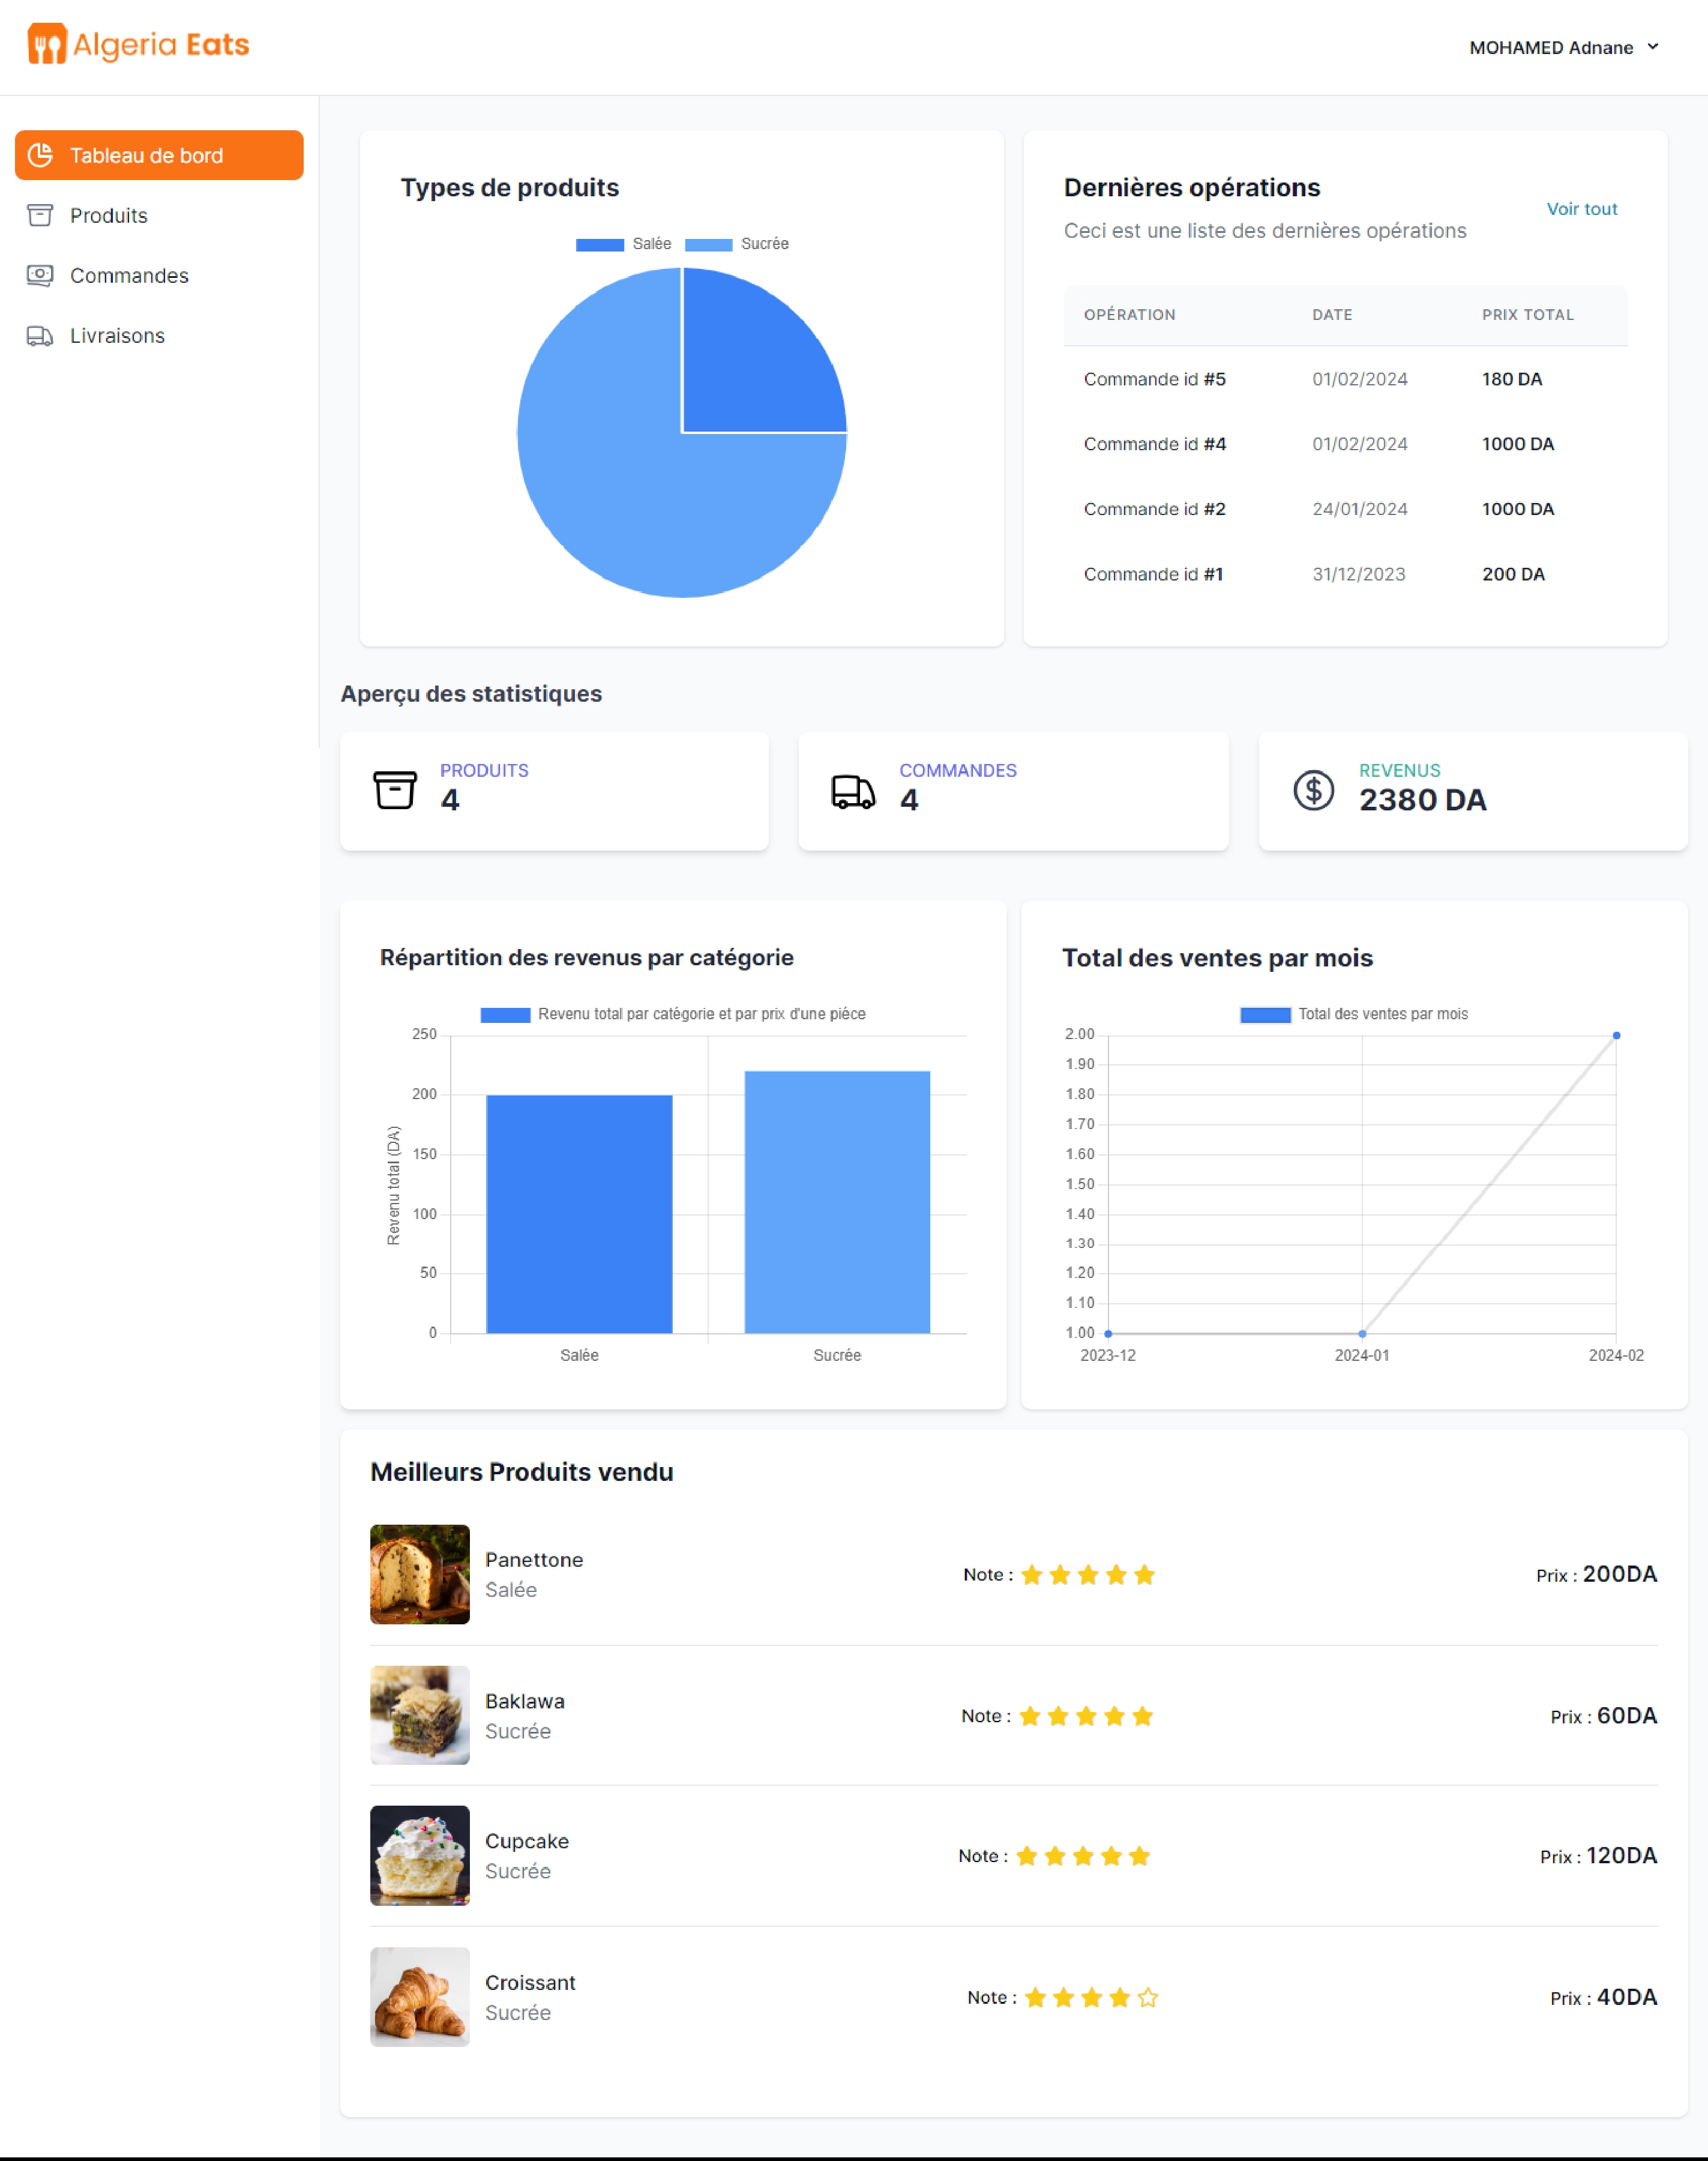 Algeria Eats
MOHAMED Adnane
Tableau de bord
Produits
Commandes
Livraisons
Types de produits
Salée Sucrée
Dernières opérations
Ceci est une liste des dernières opérations
Voir tout
OPÉRATION DATE PRIX TOTAL
Commande id #5 01/02/2024 180 DA
Commande id #4 01/02/2024 1000 DA
Commande id #2 24/01/2024 1000 DA
Commande id #1 31/12/2023 200 DA
Aperçu des statistiques
PRODUITS
4
COMMANDES
4
REVENUS
2380 DA
Répartition des revenus par catégorie
Revenu total par catégorie et par prix d'une piéce
Revenu total (DA)
250
200
150
100
50
0
Salée Sucrée
Total des ventes par mois
Total des ventes par mois
2.00
1.90
1.80
1.70
1.60
1.50
1.40
1.30
1.20
1.10
1.00
2023-12 2024-01 2024-02
Meilleurs Produits vendu
Panettone
Salée
Note :
Prix : 200DA
Baklawa
Sucrée
Note :
Prix : 60DA
Cupcake
Sucrée
Note :
Prix : 120DA
Croissant
Sucrée
Note :
Prix : 40DA